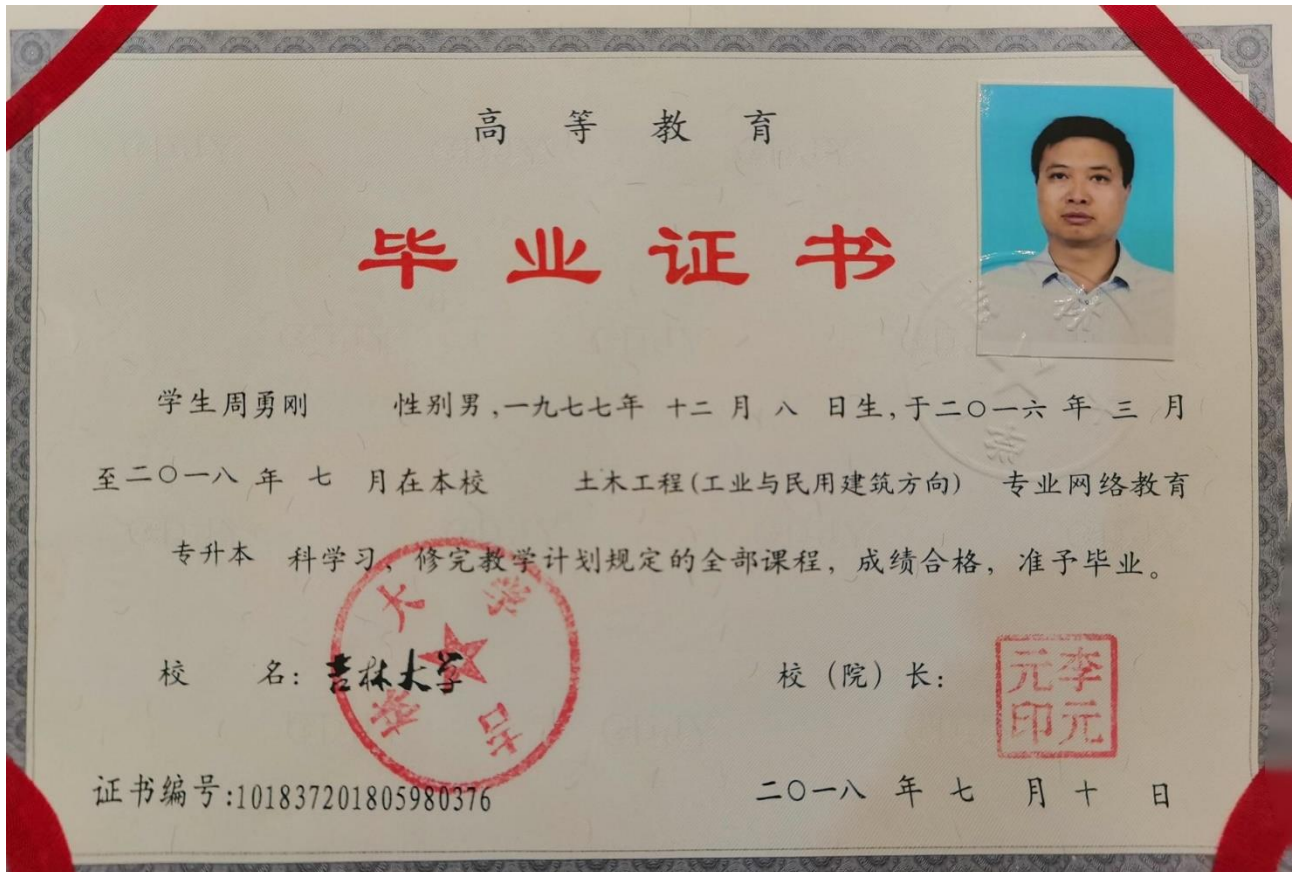 高等教育
毕业证书
学生周勇刚 性别男,一九七七年 十二 月 八 日生,于二〇一六 年 三 月
至二〇一八 年 七 月在本校 土木工程(工业与民用建筑方向) 专业网络教育
专升本 科学习, 修完教学计划规定的全部课程, 成绩合格, 准予毕业。
校 名: 吉林大学
吉林大学
校(院)长:
李元元印
证书编号:101837201805980376
二〇一八 年 七 月 十 日